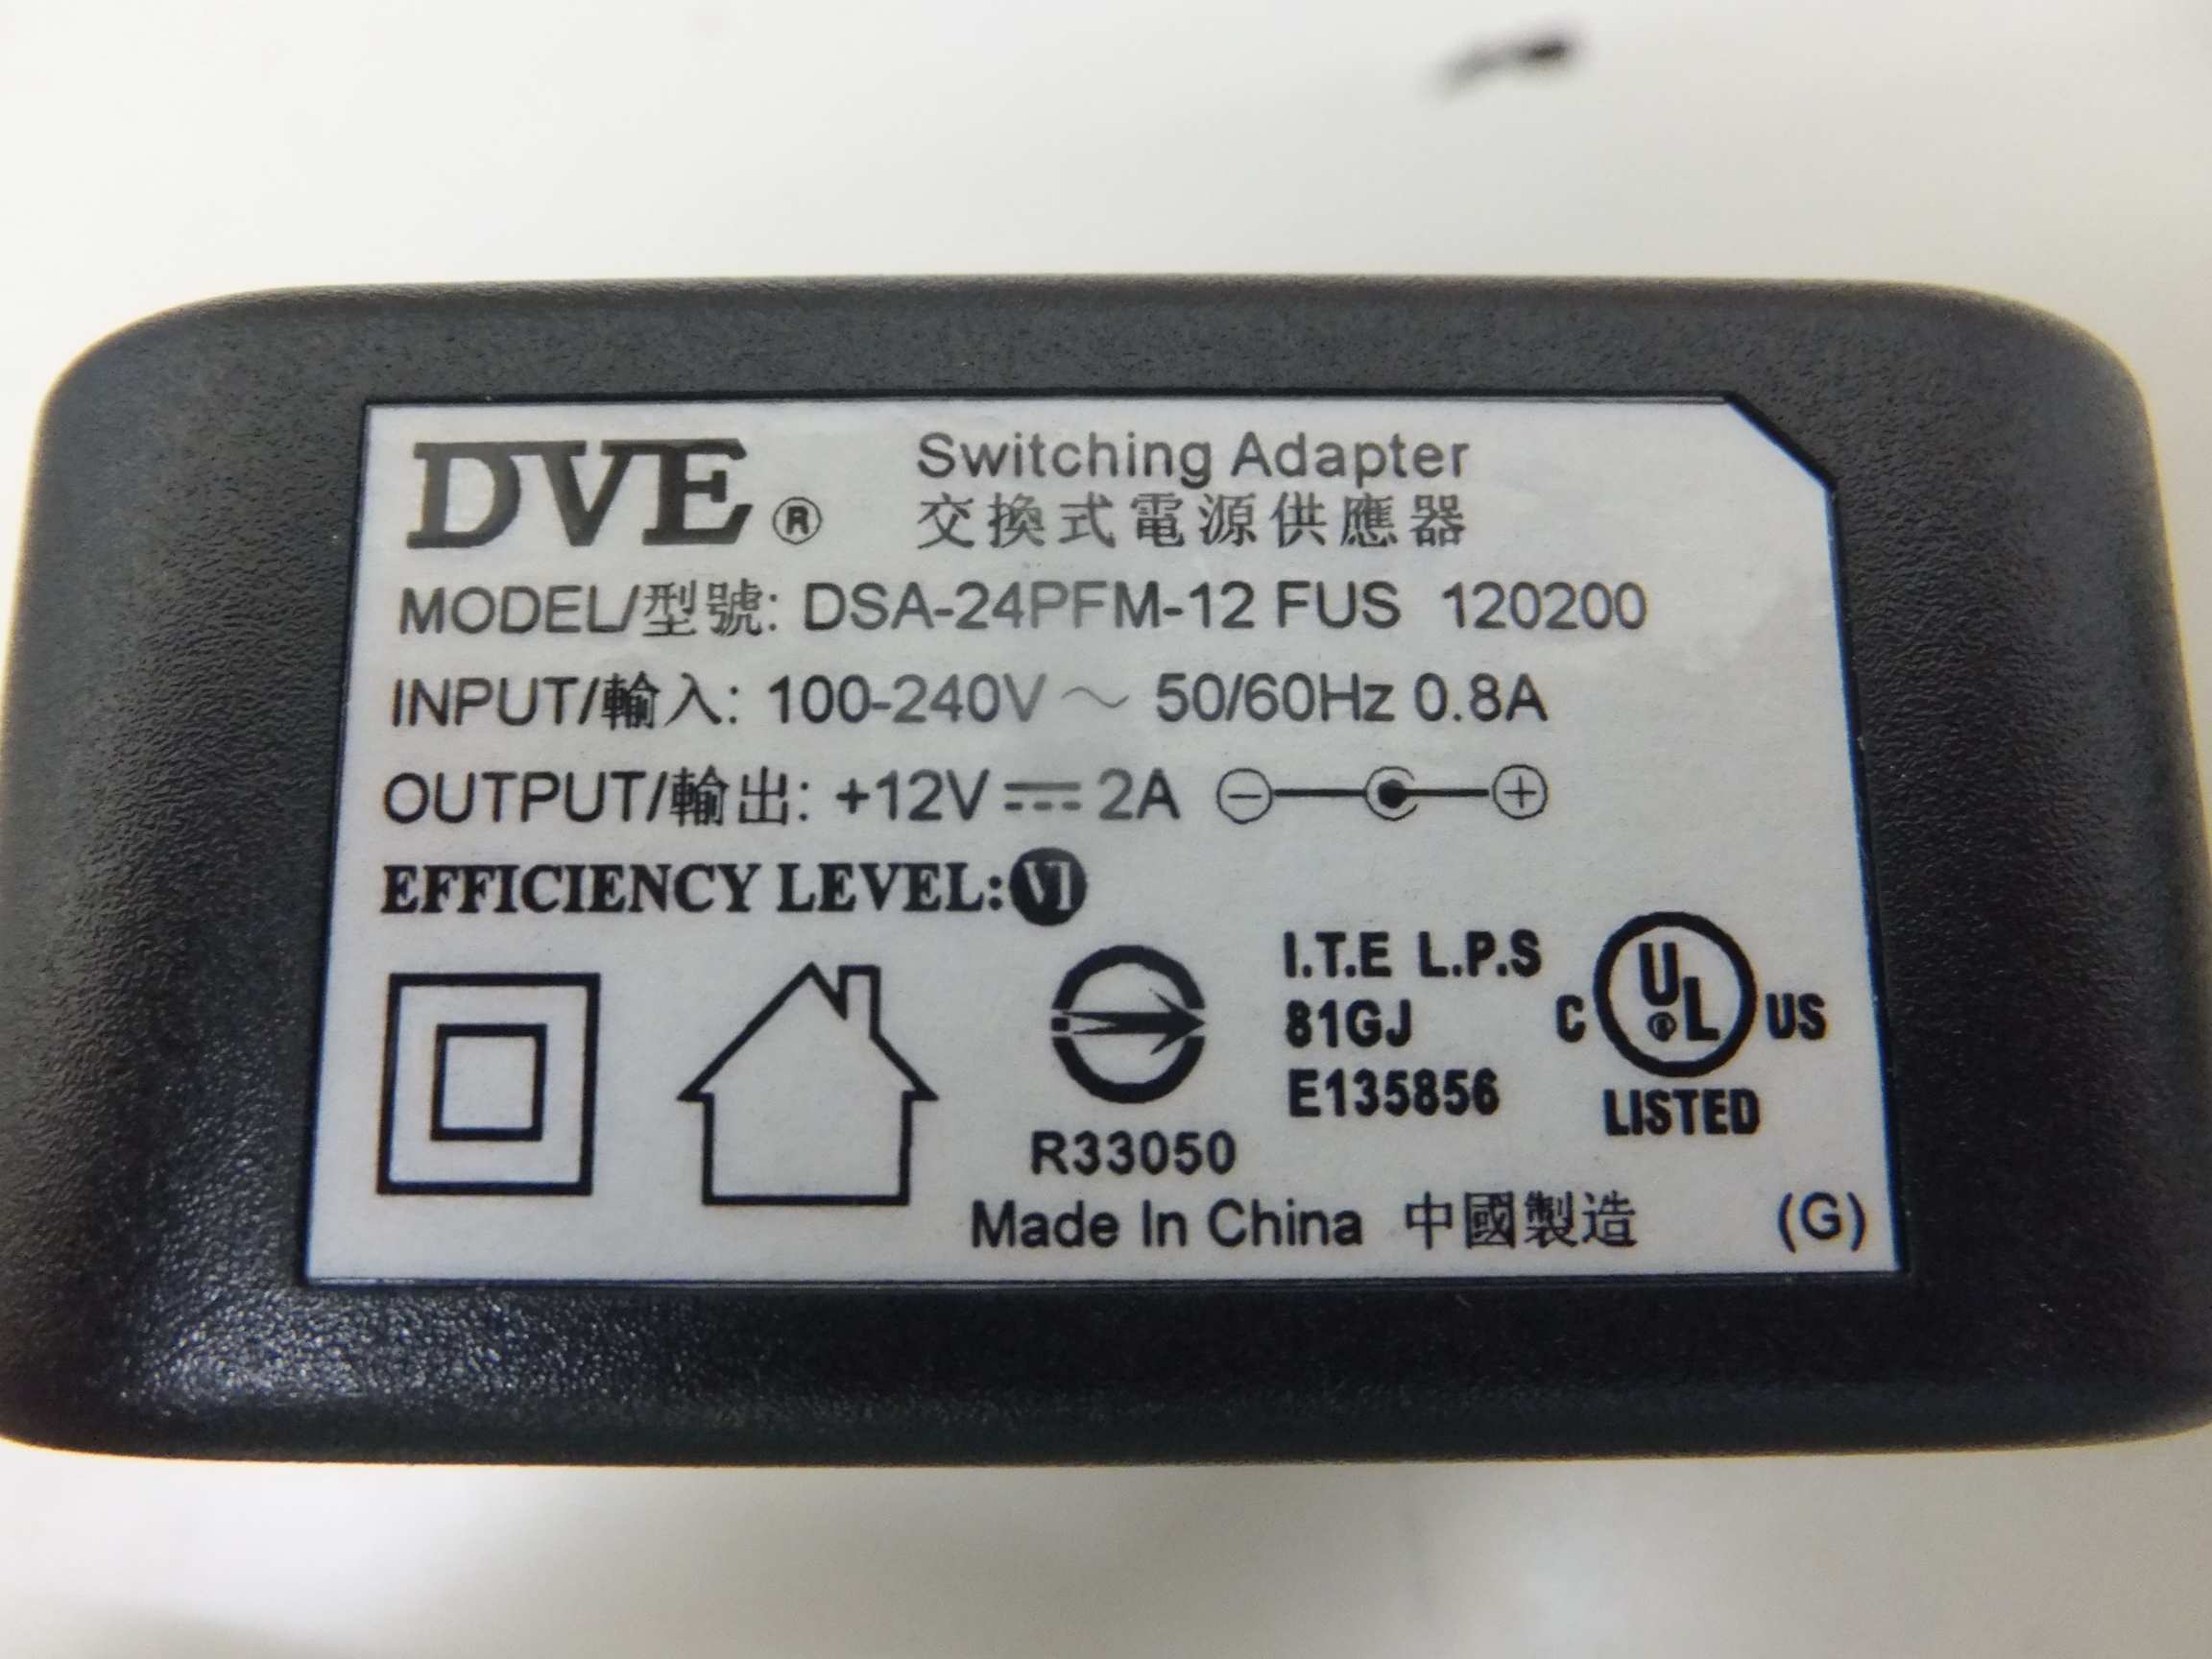 DVE® Switching Adapter
交換式電源供應器
MODEL/型號: DSA-24PFM-12 FUS 120200
INPUT/輸入: 100-240V ~ 50/60Hz 0.8A
OUTPUT/輸出: +12V ⎓ 2A
EFFICIENCY LEVEL: VI
I.T.E L.P.S
81GJ
E135856
C UL® US
LISTED
R33050
Made In China 中國製造 (G)